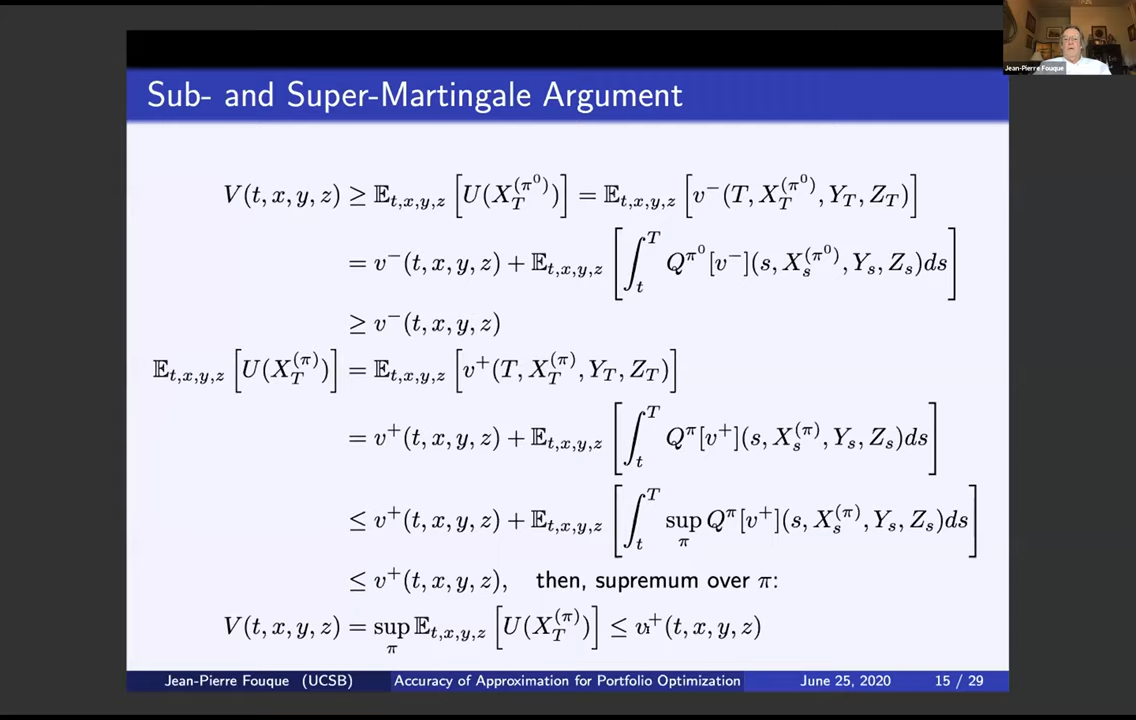 Jean-Pierre Fouque
Sub- and Super-Martingale Argument
V(t, x, y, z) ≥ 𝔼_{t,x,y,z} [U(X_T^{(π^0)})] = 𝔼_{t,x,y,z} [v^-(T, X_T^{(π^0)}, Y_T, Z_T)]
= v^-(t, x, y, z) + 𝔼_{t,x,y,z} [∫_t^T Q^{π^0}[v^-](s, X_s^{(π^0)}, Y_s, Z_s)ds]
≥ v^-(t, x, y, z)
𝔼_{t,x,y,z} [U(X_T^{(π)})] = 𝔼_{t,x,y,z} [v^+(T, X_T^{(π)}, Y_T, Z_T)]
= v^+(t, x, y, z) + 𝔼_{t,x,y,z} [∫_t^T Q^π[v^+](s, X_s^{(π)}, Y_s, Z_s)ds]
≤ v^+(t, x, y, z) + 𝔼_{t,x,y,z} [∫_t^T sup_π Q^π[v^+](s, X_s^{(π)}, Y_s, Z_s)ds]
≤ v^+(t, x, y, z), then, supremum over π:
V(t, x, y, z) = sup_π 𝔼_{t,x,y,z} [U(X_T^{(π)})] ≤ v^+(t, x, y, z)
Jean-Pierre Fouque (UCSB) Accuracy of Approximation for Portfolio Optimization June 25, 2020 15 / 29